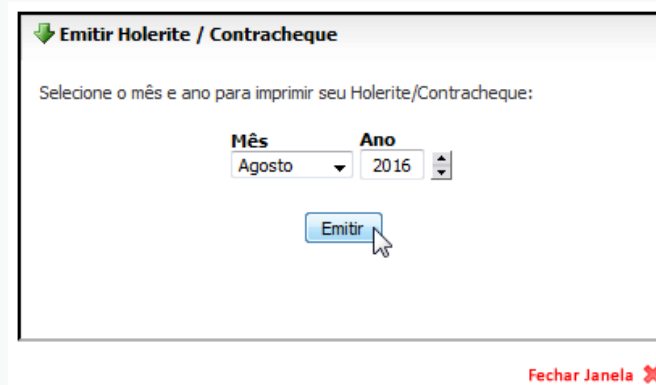 Emitir Holerite / Contracheque
Selecione o mês e ano para imprimir seu Holerite/Contracheque:
Mês Ano
Agosto 2016
Emitir
Fechar Janela